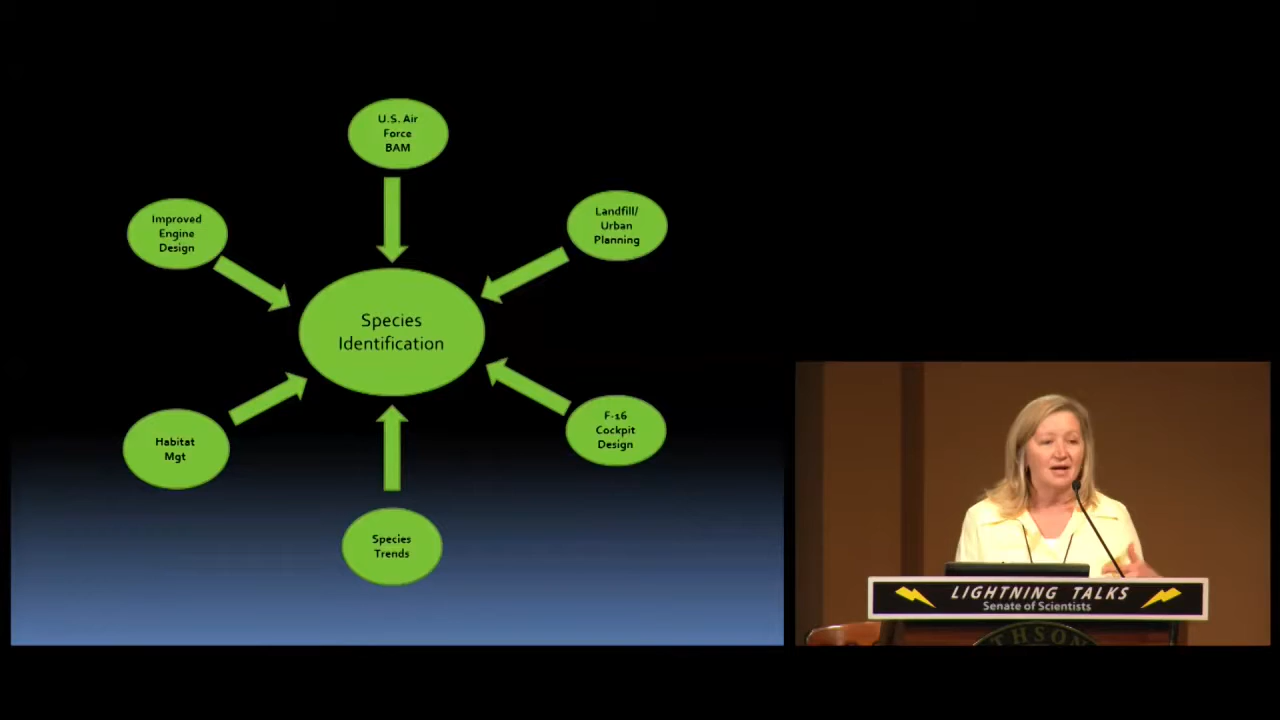 U.S. Air
Force
BAM
Improved
Engine
Design
Landfill/
Urban
Planning
Species
Identification
Habitat
Mgt
F-16
Cockpit
Design
Species
Trends
LIGHTNING TALKS
Senate of Scientists
THSON